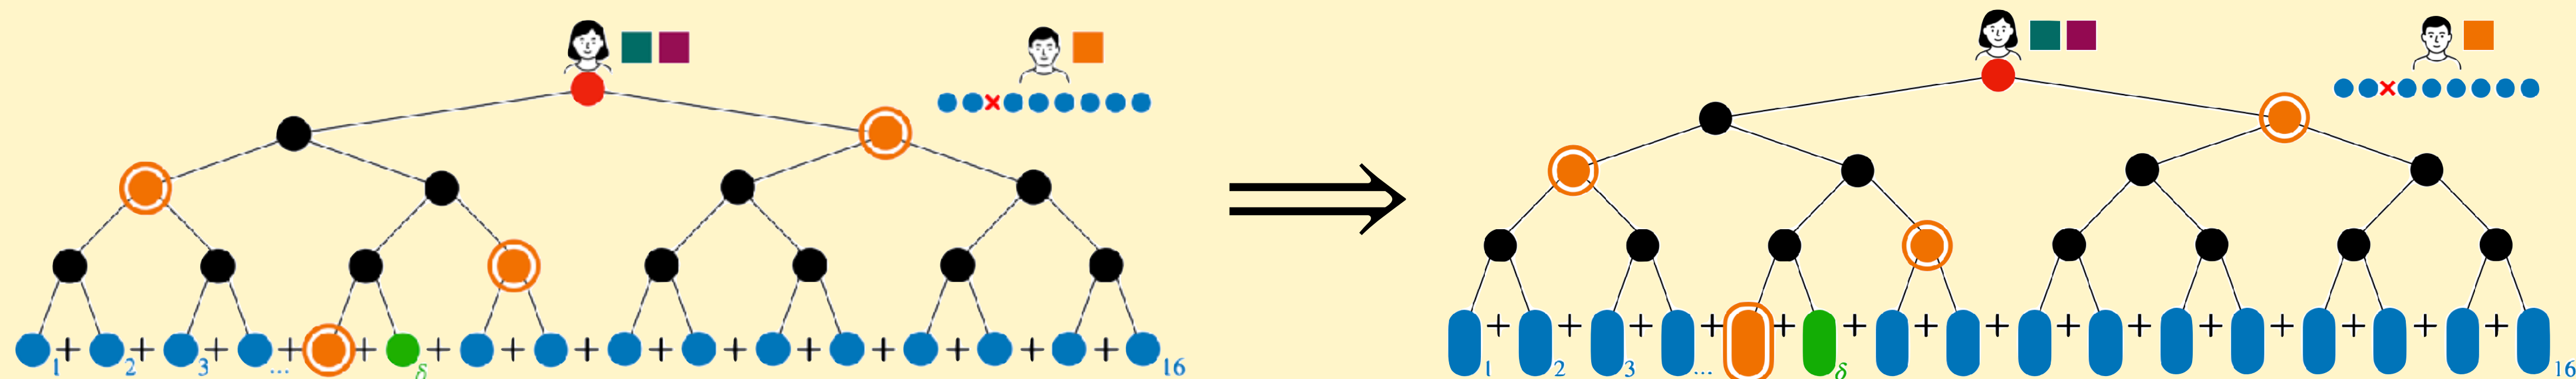 + + + + + + + + + + + + + + +
1 2 3 ... δ 16
+ + + + + + + + + + + + + + +
1 2 3 ... δ 16